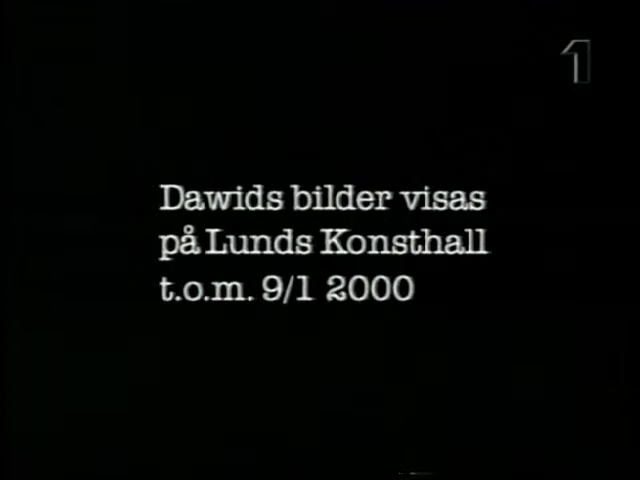 1
Dawids bilder visas
på Lunds Konsthall
t.o.m. 9/1 2000